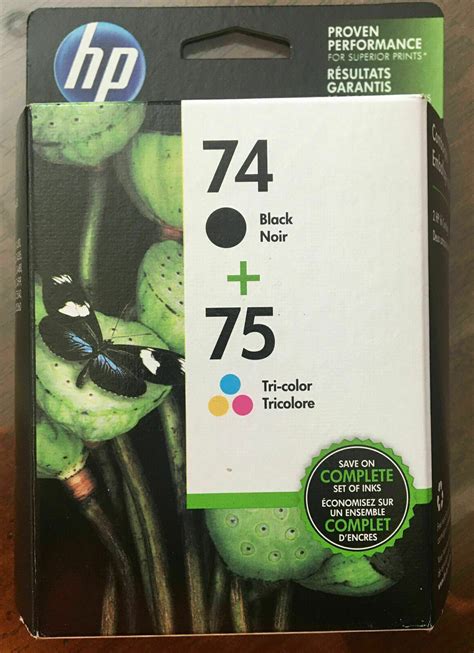 hp
PROVEN
PERFORMANCE
FOR SUPERIOR PRINTS*
RÉSULTATS
GARANTIS
74
Black
Noir
+
75
Tri-color
Tricolore
SAVE ON
COMPLETE
SET OF INKS
ÉCONOMISEZ SUR
UN ENSEMBLE
COMPLET
D'ENCRES